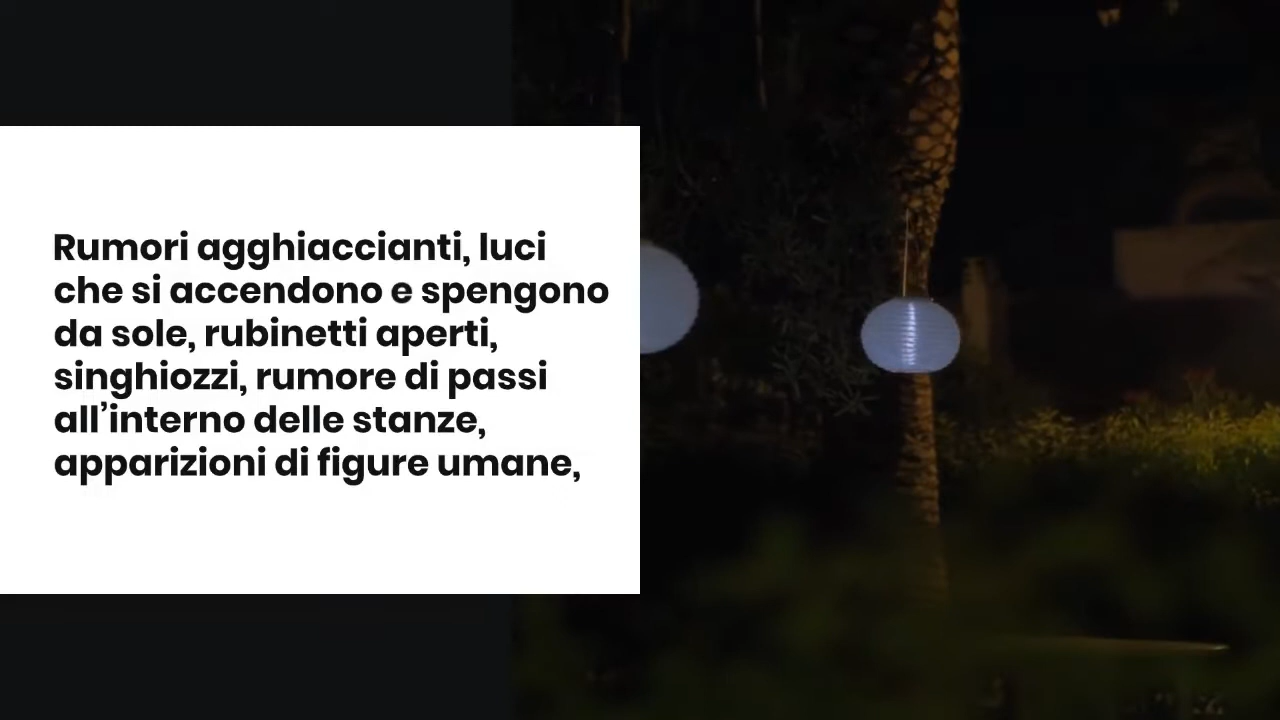 Rumori agghiaccianti, luci
che si accendono e spengono
da sole, rubinetti aperti,
singhiozzi, rumore di passi
all’interno delle stanze,
apparizioni di figure umane,